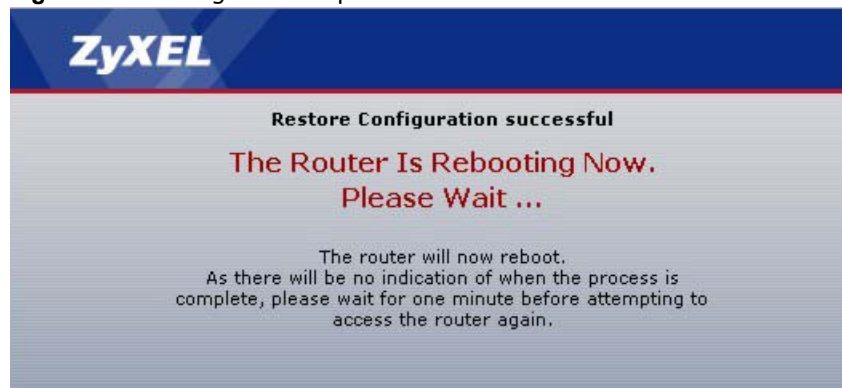 ZyXEL
Restore Configuration successful
The Router Is Rebooting Now.
Please Wait ...
The router will now reboot.
As there will be no indication of when the process is
complete, please wait for one minute before attempting to
access the router again.